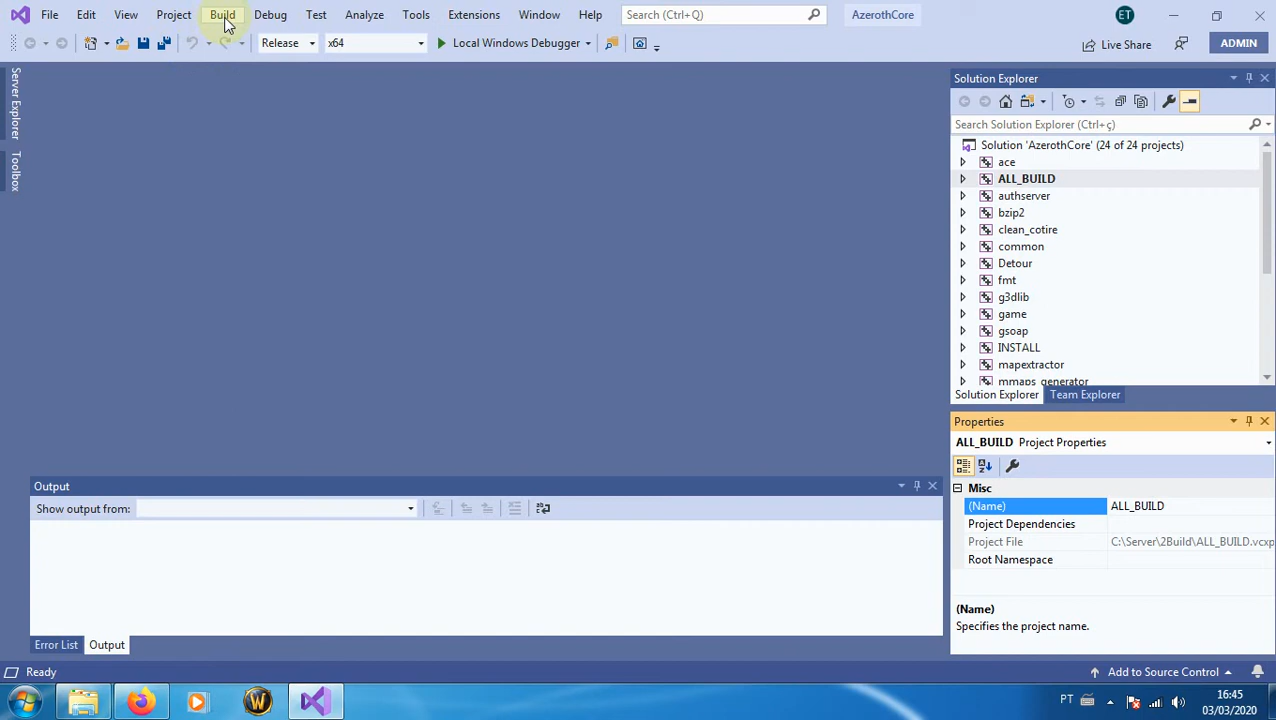 File Edit View Project Build Debug Test Analyze Tools Extensions Window Help Search (Ctrl+Q) AzerothCore ET
Release x64 Local Windows Debugger Live Share ADMIN
Server Explorer
Toolbox
Solution Explorer
Search Solution Explorer (Ctrl+ç)
Solution 'AzerothCore' (24 of 24 projects)
ace
ALL_BUILD
authserver
bzip2
clean_cotire
common
Detour
fmt
g3dlib
game
gsoap
INSTALL
mapextractor
mmaps_generator
Solution Explorer Team Explorer
Properties
ALL_BUILD Project Properties
Misc
(Name) ALL_BUILD
Project Dependencies
Project File C:\Server\2Build\ALL_BUILD.vcxp
Root Namespace
(Name)
Specifies the project name.
Output
Show output from:
Error List Output
Ready Add to Source Control
PT 16:45
03/03/2020